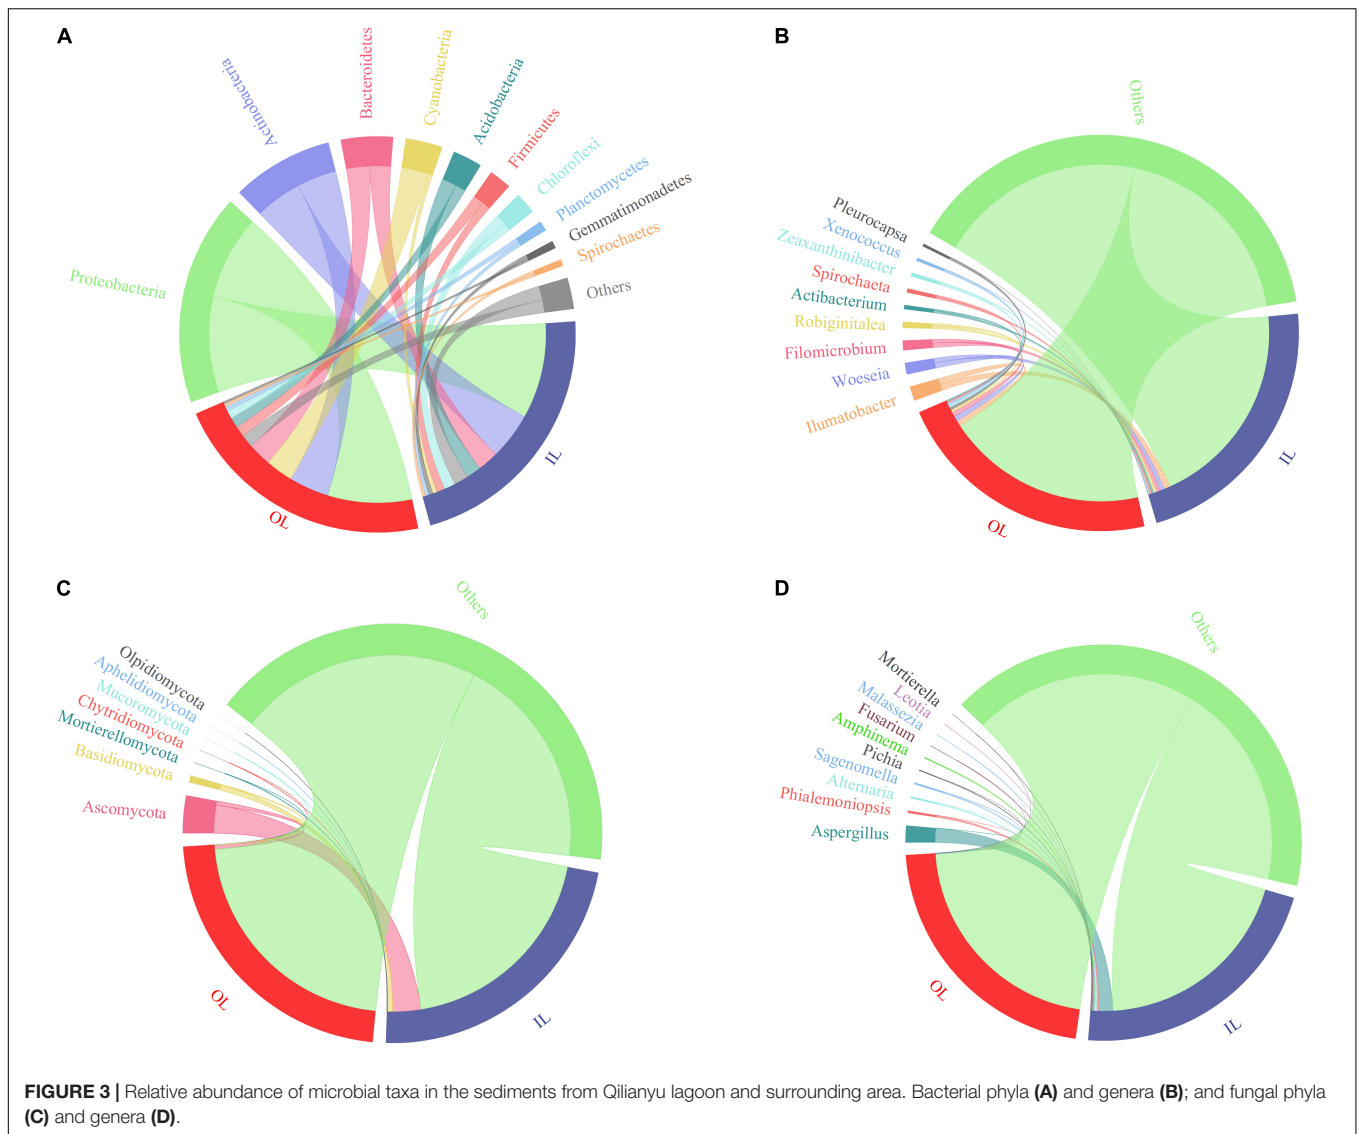 A
Proteobacteria
Actinobacteria
Bacteroidetes
Cyanobacteria
Acidobacteria
Firmicutes
Chloroflexi
Planctomycetes
Gemmatimonadetes
Spirochaetes
Others
IL
OL
B
Others
Pleurocapsa
Xenococcus
Zeaxanthinibacter
Spirochaeta
Actibacterium
Robiginitalea
Filomicrobium
Woeseia
Ilumatobacter
OL
IL
C
Others
Olpidiomycota
Aphelidiomycota
Mucoromycota
Chytridiomycota
Mortierellomycota
Basidiomycota
Ascomycota
OL
IL
D
Others
Mortierella
Leotia
Malassezia
Fusarium
Amphinema
Pichia
Sagenomella
Alternaria
Phialemoniopsis
Aspergillus
OL
IL
FIGURE 3 | Relative abundance of microbial taxa in the sediments from Qilianyu lagoon and surrounding area. Bacterial phyla (A) and genera (B); and fungal phyla
(C) and genera (D).